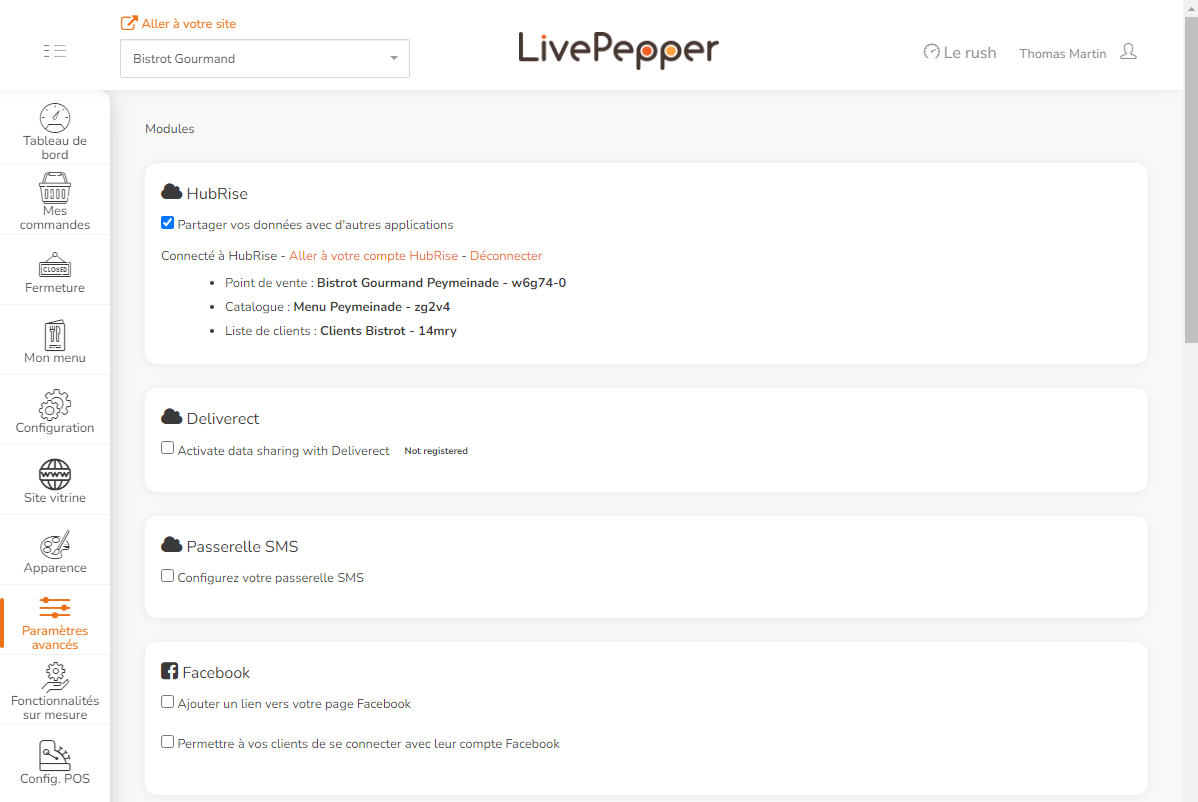 Aller à votre site
Bistrot Gourmand
LivePepper
Le rush
Thomas Martin
Tableau de
bord
Mes
commandes
CLOSED
Fermeture
Mon menu
Configuration
WWW
Site vitrine
Apparence
Paramètres
avancés
Fonctionnalités
sur mesure
Config. POS
Modules
HubRise
Partager vos données avec d'autres applications
Connecté à HubRise - Aller à votre compte HubRise - Déconnecter
• Point de vente : Bistrot Gourmand Peymeinade - w6g74-0
• Catalogue : Menu Peymeinade - zg2v4
• Liste de clients : Clients Bistrot - 14mry
Deliverect
Activate data sharing with Deliverect Not registered
Passerelle SMS
Configurez votre passerelle SMS
Facebook
Ajouter un lien vers votre page Facebook
Permettre à vos clients de se connecter avec leur compte Facebook